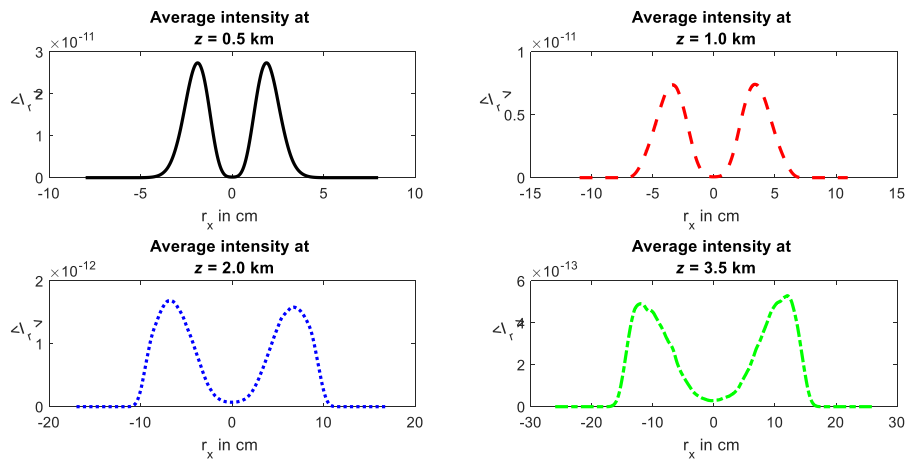 Average intensity at
z = 0.5 km
×10⁻¹¹
3
2
1
0
-10 -5 0 5 10
rₓ in cm
Average intensity at
z = 1.0 km
×10⁻¹¹
1
0.5
0
-15 -10 -5 0 5 10 15
rₓ in cm
Average intensity at
z = 2.0 km
×10⁻¹²
2
1
0
-20 -10 0 10 20
rₓ in cm
Average intensity at
z = 3.5 km
×10⁻¹³
6
4
2
0
-30 -20 -10 0 10 20 30
rₓ in cm